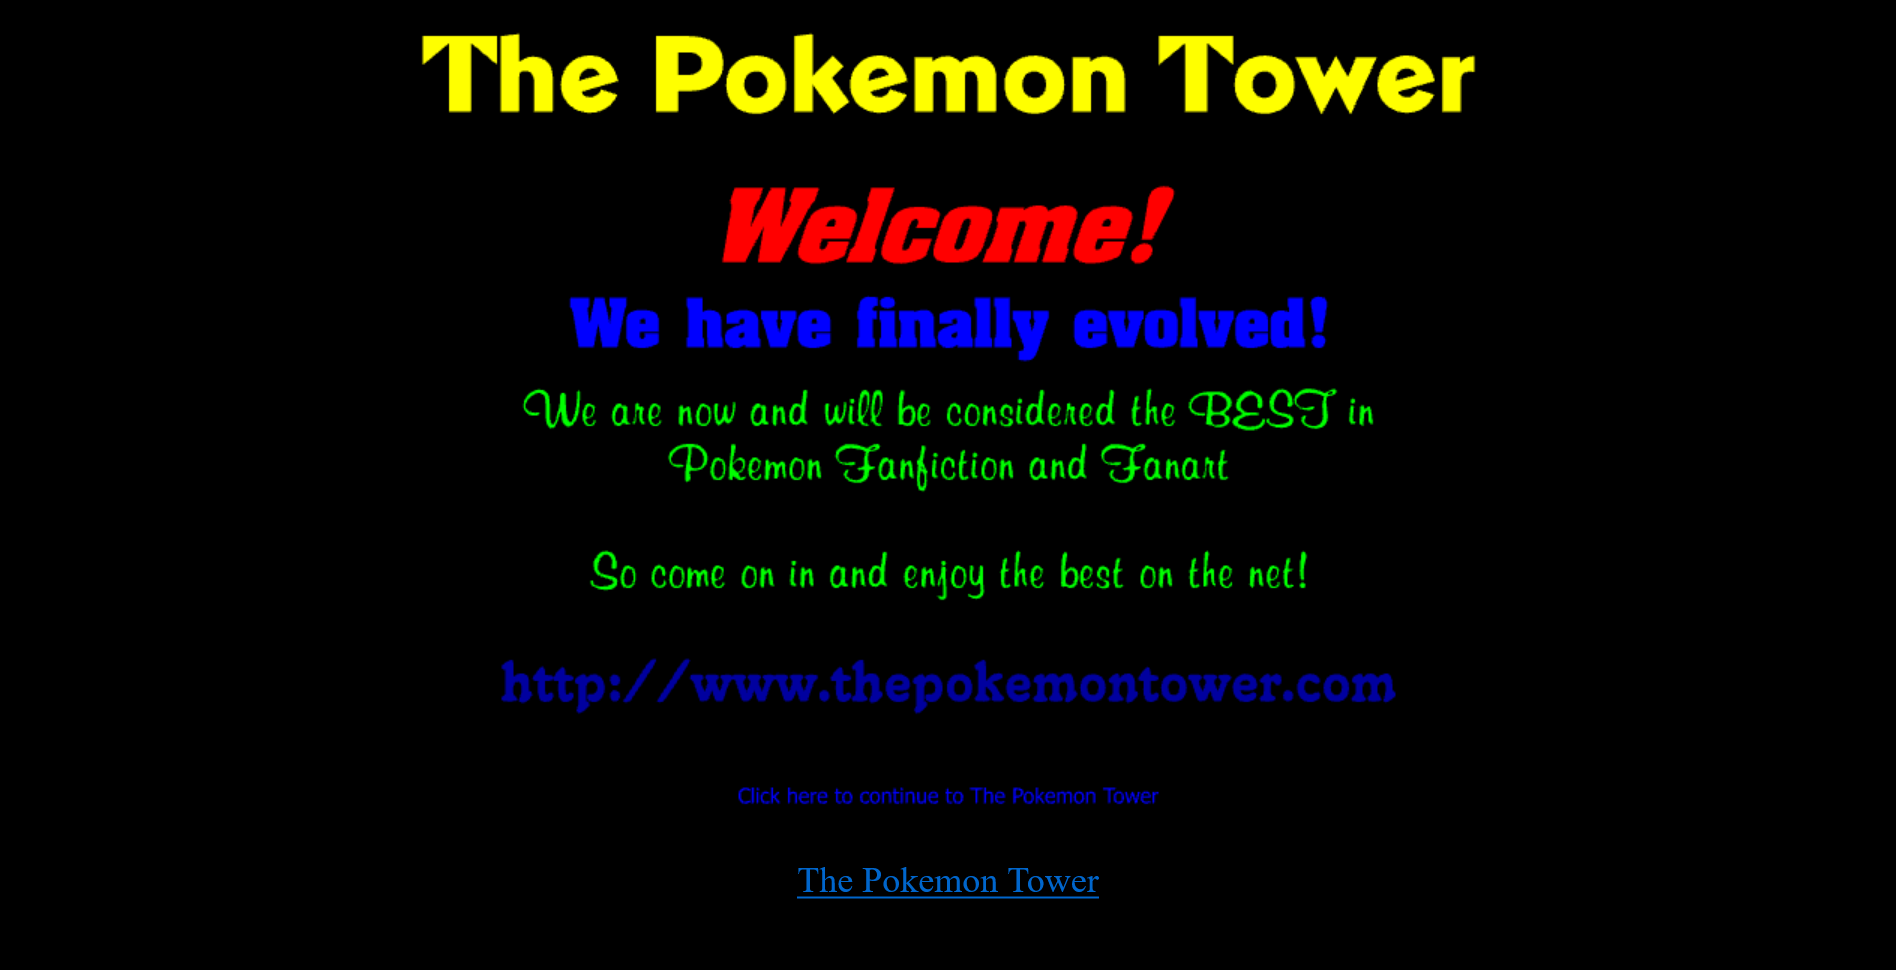 The Pokemon Tower
Welcome!
We have finally evolved!
We are now and will be considered the BEST in
Pokemon Fanfiction and Fanart
So come on in and enjoy the best on the net!
http://www.thepokemontower.com
Click here to continue to The Pokemon Tower
The Pokemon Tower